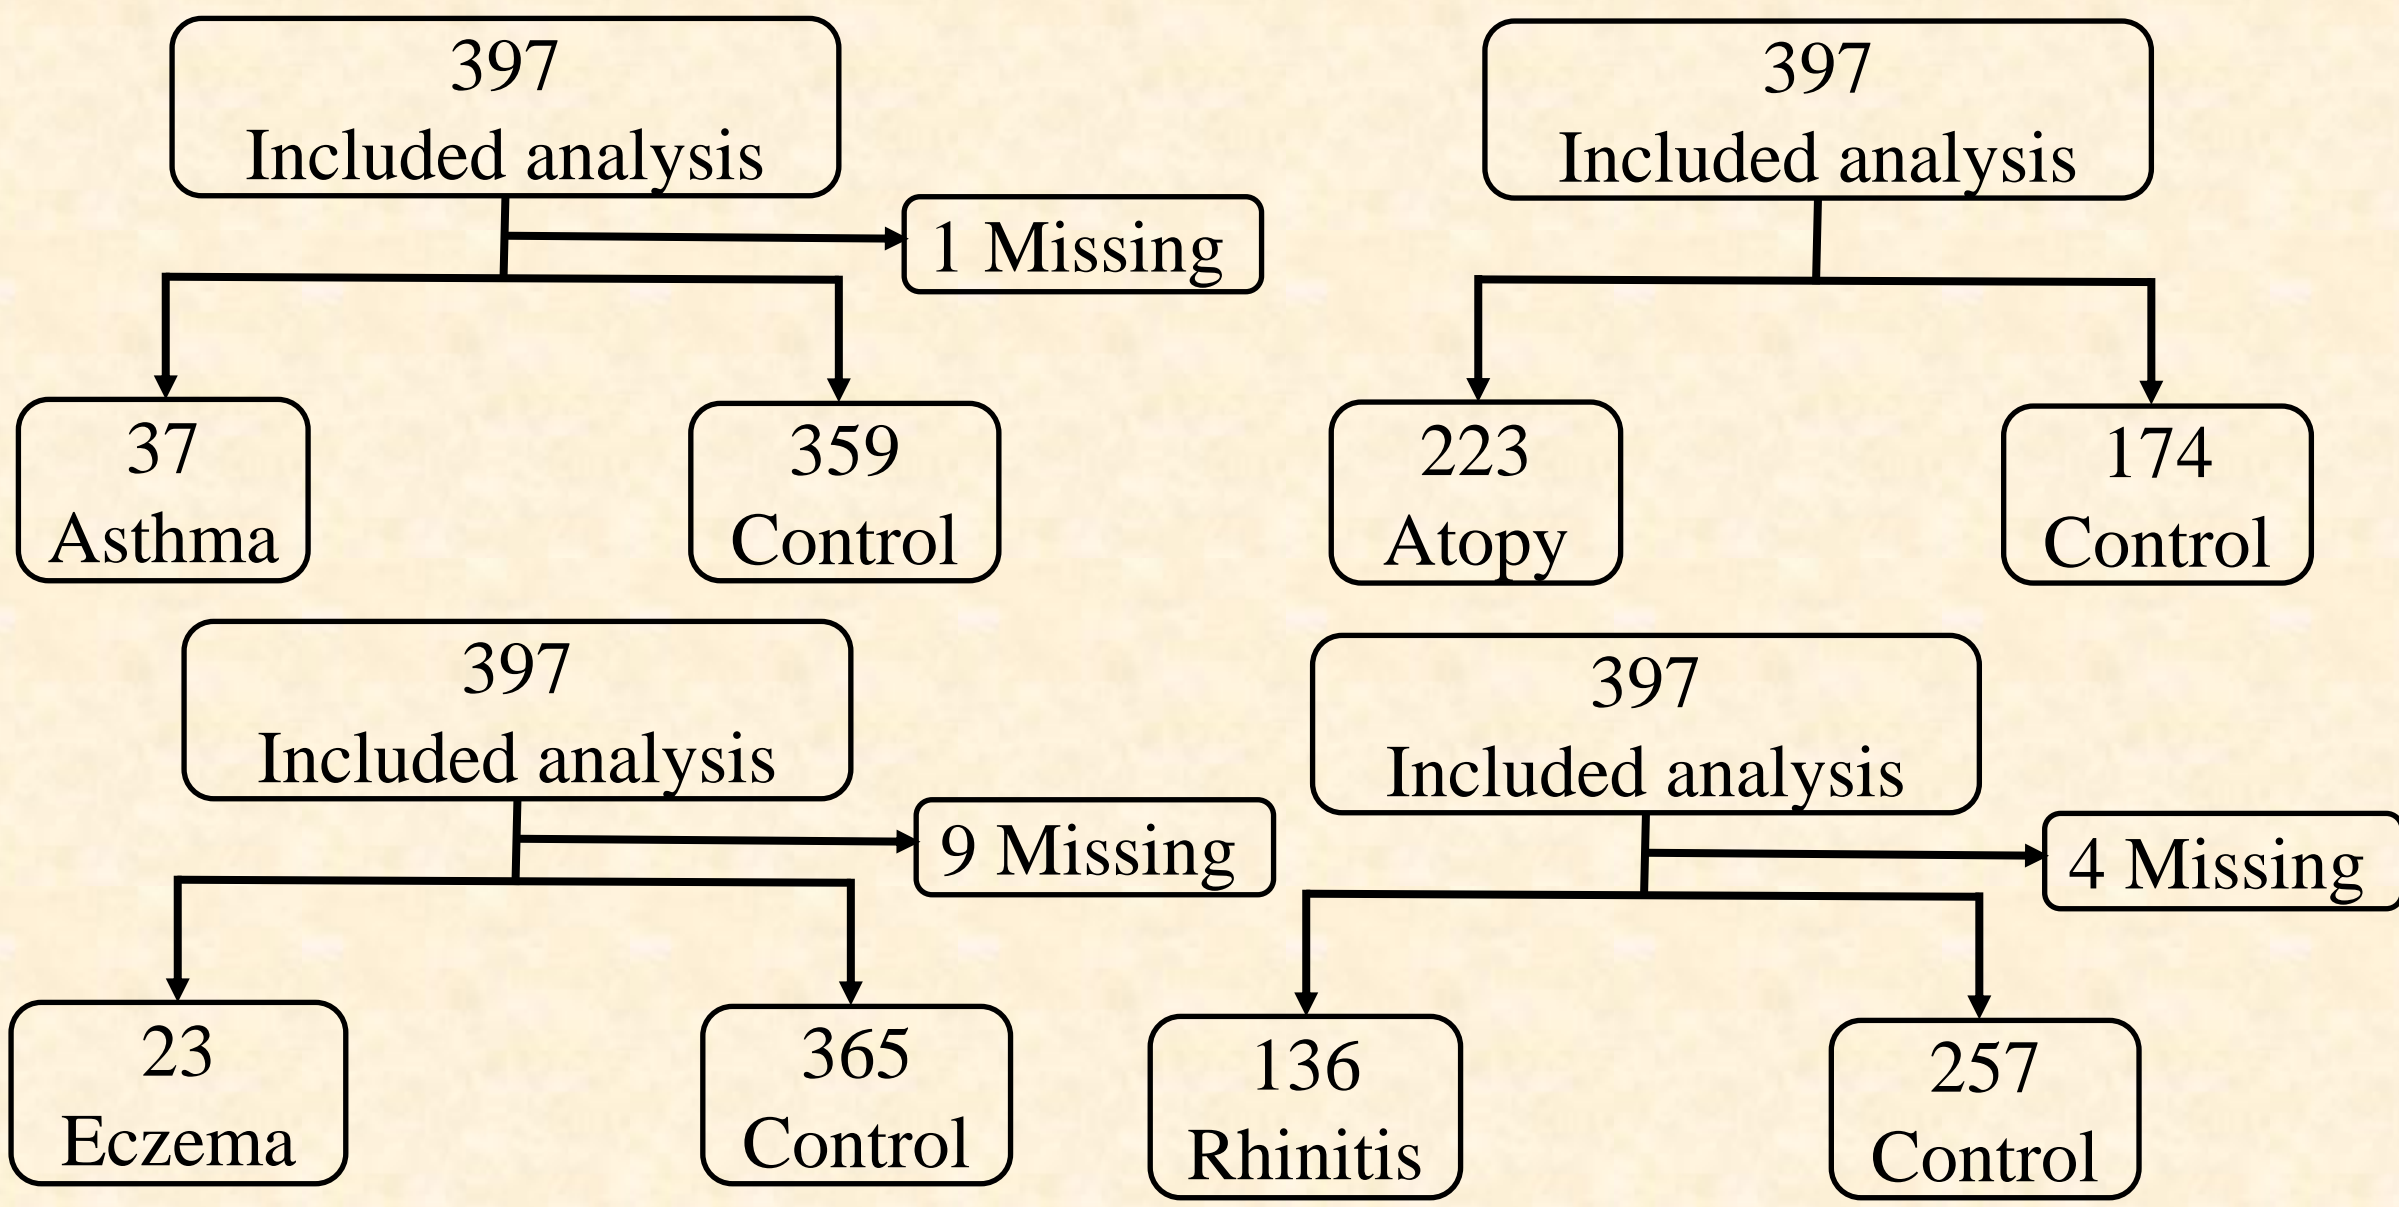 397
Included analysis
1 Missing
37
Asthma
359
Control
397
Included analysis
223
Atopy
174
Control
397
Included analysis
9 Missing
23
Eczema
365
Control
397
Included analysis
4 Missing
136
Rhinitis
257
Control